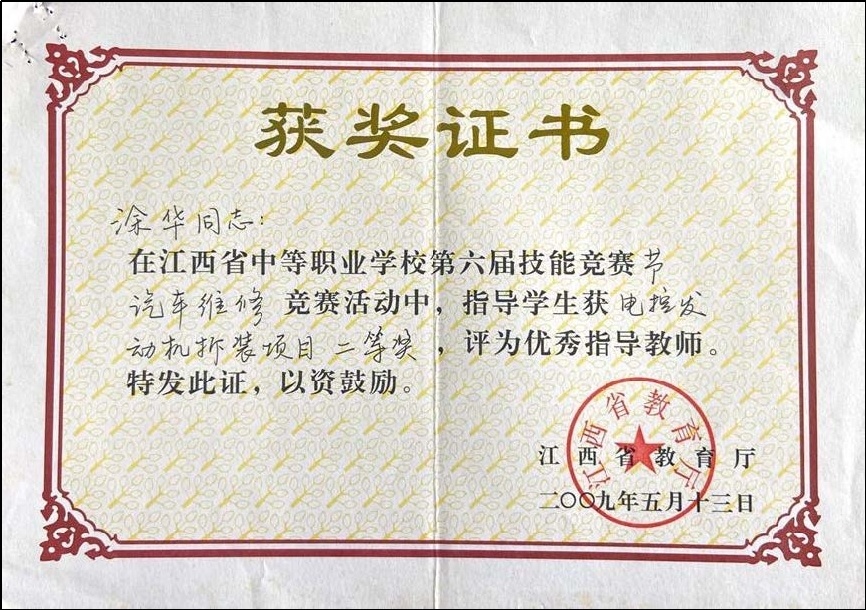 获奖证书
涂华同志：
在江西省中等职业学校第六届技能竞赛节
汽车维修 竞赛活动中，指导学生获 电控发
动机拆装项目 二等奖 ，评为优秀指导教师。
特发此证，以资鼓励。
江西省教育厅
江西省教育厅
二〇〇九年五月十三日